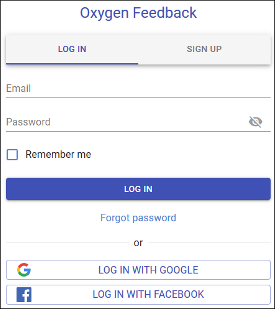 Oxygen Feedback
LOG IN SIGN UP
Email
Password
Remember me
LOG IN
Forgot password
or
LOG IN WITH GOOGLE
LOG IN WITH FACEBOOK